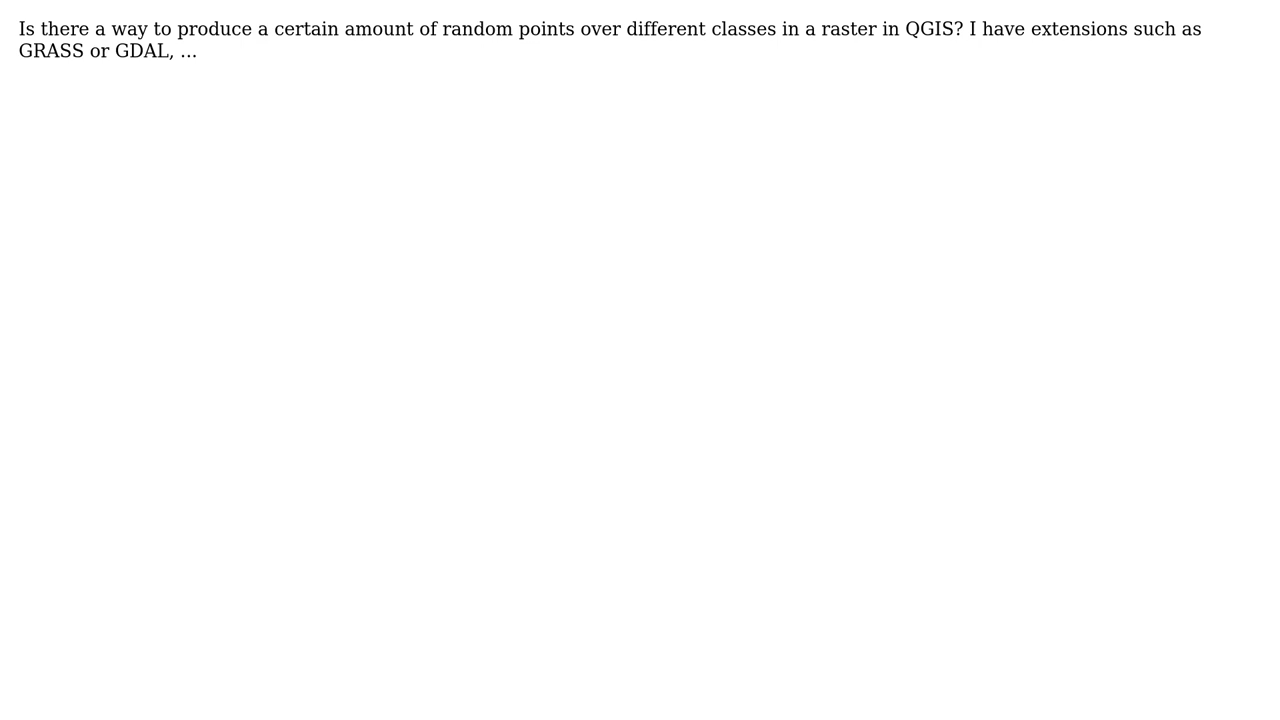 Is there a way to produce a certain amount of random points over different classes in a raster in QGIS? I have extensions such as
GRASS or GDAL, ...